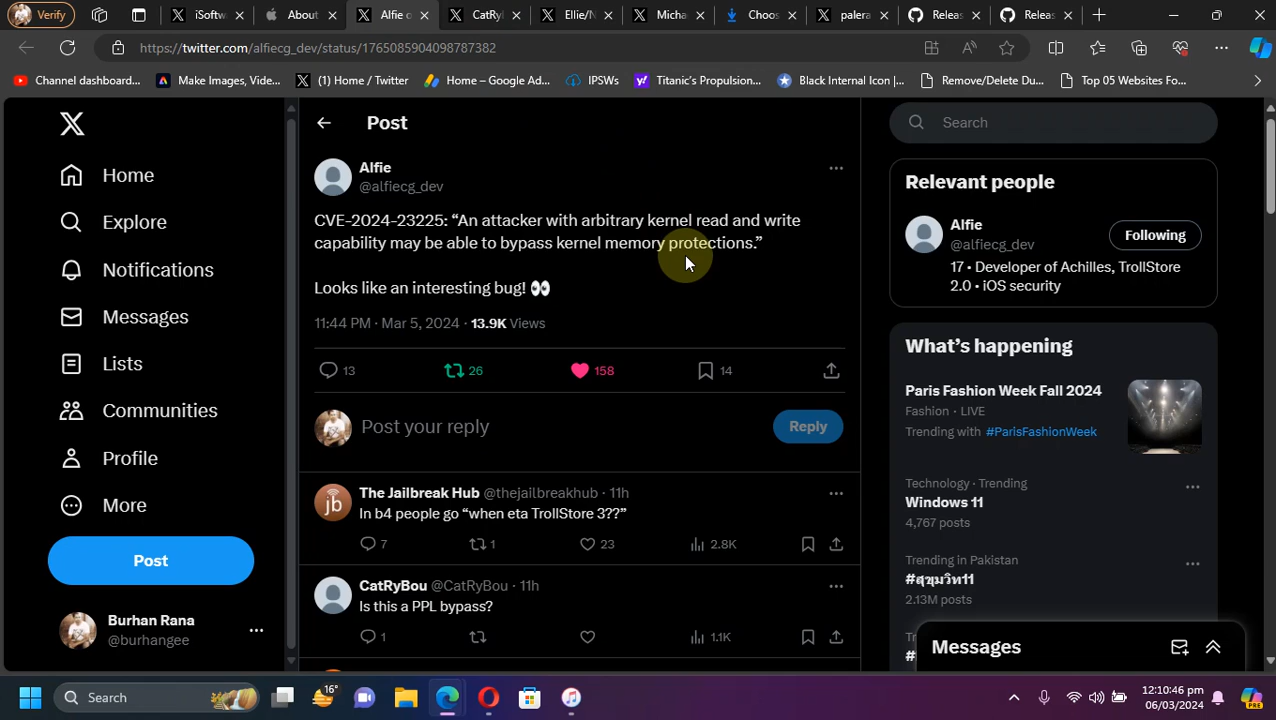 Verify
iSoftw
About
Alfie o
CatRyl
Ellie/N
Micha
Choos
palera
Releas
Releas
https://twitter.com/alfiecg_dev/status/1765085904098787382
Channel dashboard...
Make Images, Vide...
(1) Home / Twitter
Home – Google Ad...
IPSWs
Titanic's Propulsion...
Black Internal Icon |...
Remove/Delete Du...
Top 05 Websites Fo...
Home
Explore
Notifications
Messages
Lists
Communities
Profile
More
Post
Burhan Rana
@burhangee
Post
Alfie
@alfiecg_dev
CVE-2024-23225: “An attacker with arbitrary kernel read and write
capability may be able to bypass kernel memory protections.”
Looks like an interesting bug! 👀
11:44 PM · Mar 5, 2024 · 13.9K Views
13 26 158 14
Post your reply
Reply
The Jailbreak Hub @thejailbreakhub · 11h
In b4 people go “when eta TrollStore 3??”
7 1 23 2.8K
CatRyBou @CatRyBou · 11h
Is this a PPL bypass?
1 1.1K
Search
Relevant people
Alfie
@alfiecg_dev
Following
17 • Developer of Achilles, TrollStore
2.0 • iOS security
What’s happening
Paris Fashion Week Fall 2024
Fashion · LIVE
Trending with #ParisFashionWeek
Technology · Trending
Windows 11
4,767 posts
Trending in Pakistan
#สุขุมวิท11
2.13M posts
Messages
Search
16°
12:10:46 pm
06/03/2024
PRE